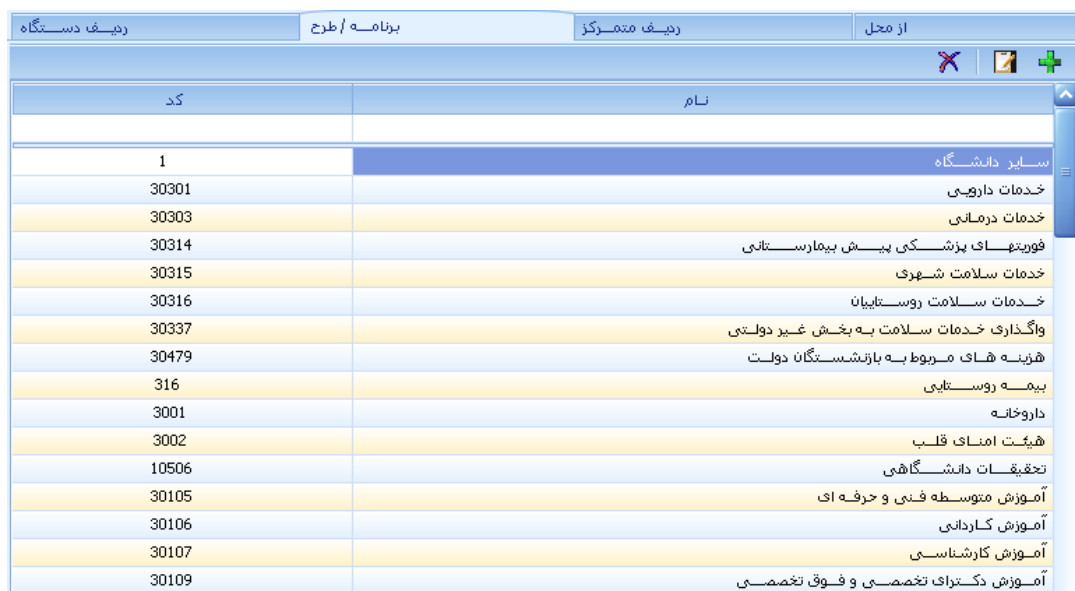 از محل ردیف متمرکز برنامه / طرح ردیف دستگاه
نام کد
سایر دانشگاه 1
خدمات دارویی 30301
خدمات درمانی 30303
فوریتهای پزشکی پیش بیمارستانی 30314
خدمات سلامت شهری 30315
خدمات سلامت روستاییان 30316
واگذاری خدمات سلامت به بخش غیر دولتی 30337
هزینه های مربوط به بازنشستگان دولت 30479
بیمه روستایی 316
داروخانه 3001
هیئت امنای قلب 3002
تحقیقات دانشگاهی 10506
آموزش متوسطه فنی و حرفه ای 30105
آموزش کاردانی 30106
آموزش کارشناسی 30107
آموزش دکترای تخصصی و فوق تخصصی 30109